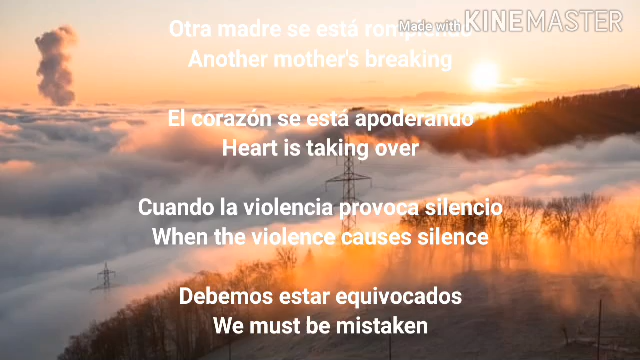 Otra madre se está rompiendo
Made with KINEMASTER
Another mother's breaking
El corazón se está apoderando
Heart is taking over
Cuando la violencia provoca silencio
When the violence causes silence
Debemos estar equivocados
We must be mistaken